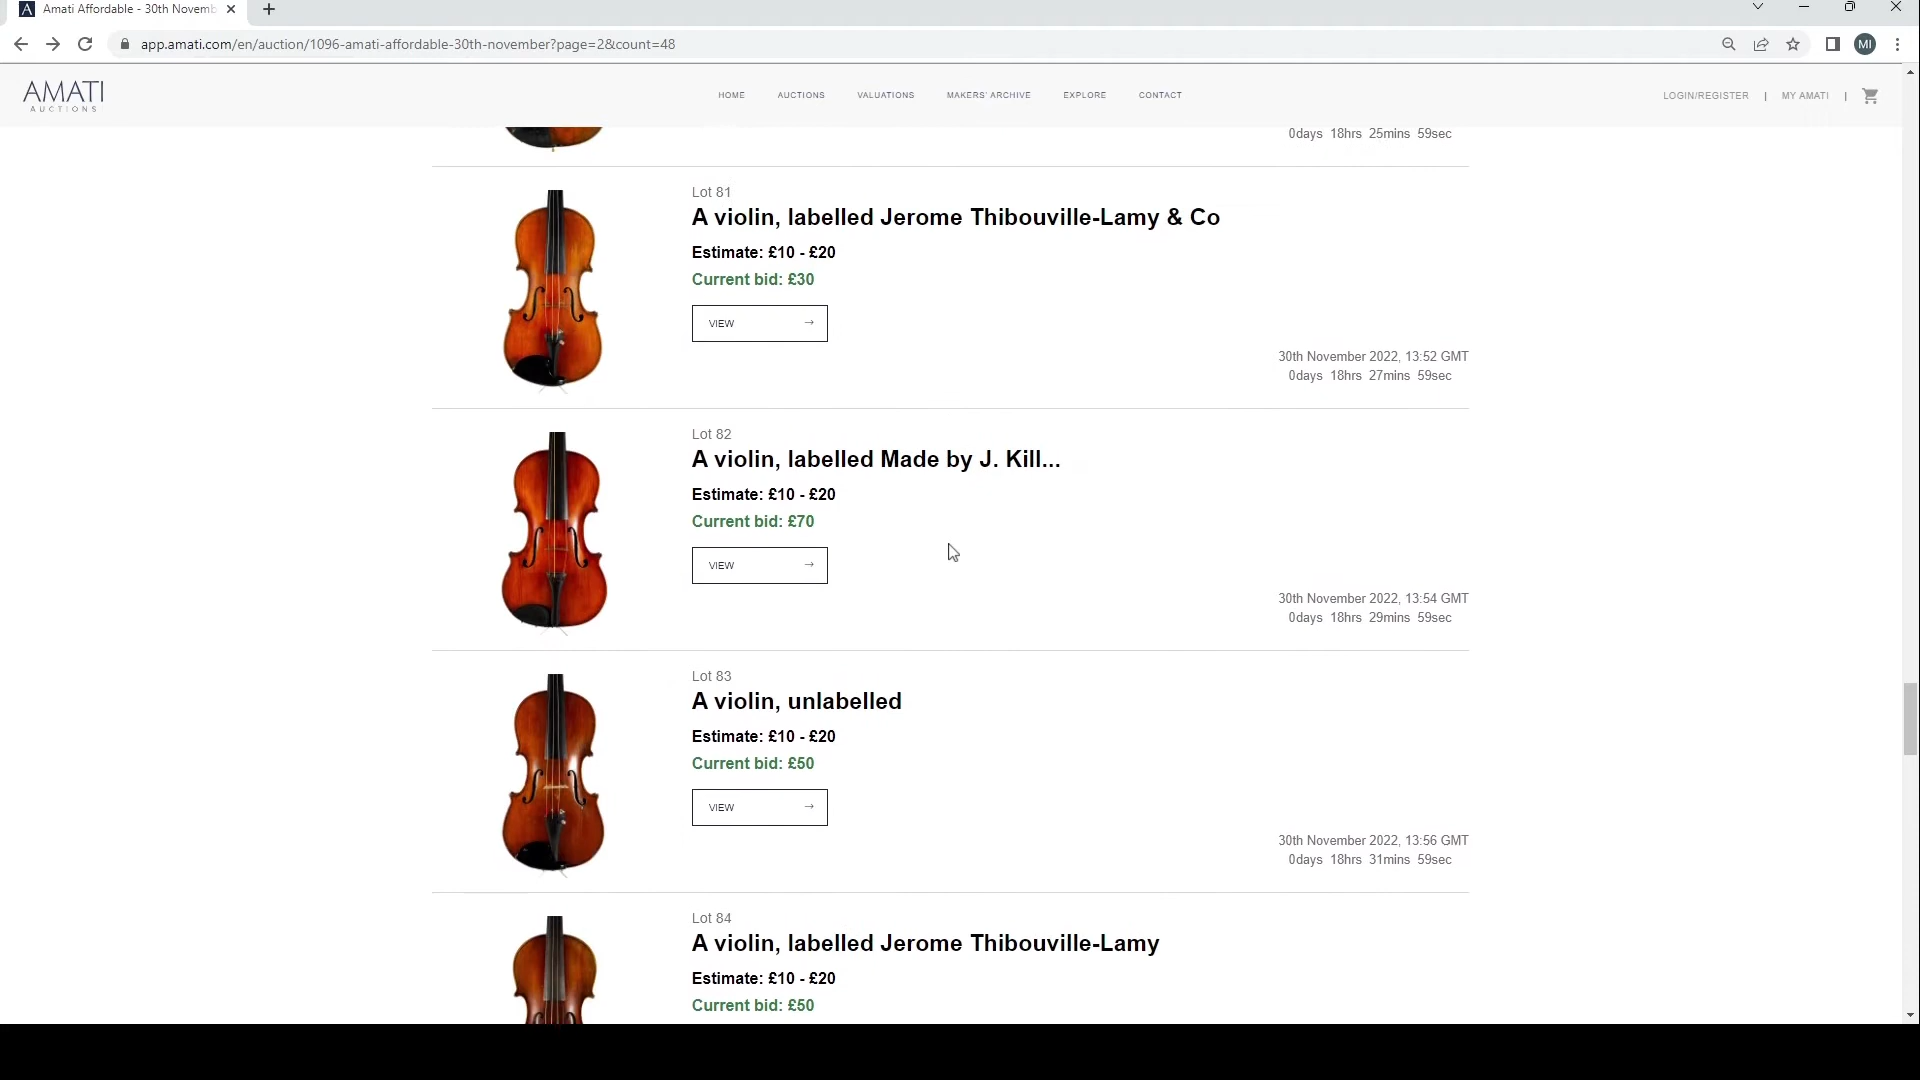 Amati Affordable - 30th Novemb
app.amati.com/en/auction/1096-amati-affordable-30th-november?page=2&count=48
MI
AMATI
AUCTIONS
HOME AUCTIONS VALUATIONS MAKERS' ARCHIVE EXPLORE CONTACT
LOGIN/REGISTER | MY AMATI |
0days 18hrs 25mins 59sec
Lot 81
A violin, labelled Jerome Thibouville-Lamy & Co
Estimate: £10 - £20
Current bid: £30
VIEW →
30th November 2022, 13:52 GMT
0days 18hrs 27mins 59sec
Lot 82
A violin, labelled Made by J. Kill...
Estimate: £10 - £20
Current bid: £70
VIEW →
30th November 2022, 13:54 GMT
0days 18hrs 29mins 59sec
Lot 83
A violin, unlabelled
Estimate: £10 - £20
Current bid: £50
VIEW →
30th November 2022, 13:56 GMT
0days 18hrs 31mins 59sec
Lot 84
A violin, labelled Jerome Thibouville-Lamy
Estimate: £10 - £20
Current bid: £50